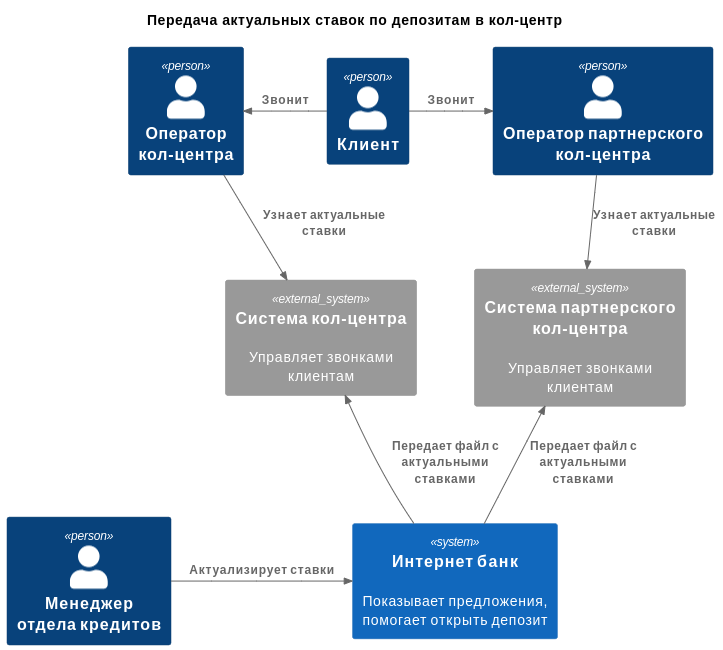 Передача актуальных ставок по депозитам в кол-центр
«person»
Оператор
кол-центра
Звонит
«person»
Клиент
Звонит
«person»
Оператор партнерского
кол-центра
Узнает актуальные
ставки
Узнает актуальные
ставки
«external_system»
Система кол-центра
Управляет звонками
клиентам
«external_system»
Система партнерского
кол-центра
Управляет звонками
клиентам
Передает файл с
актуальными
ставками
Передает файл с
актуальными
ставками
«person»
Менеджер
отдела кредитов
Актуализирует ставки
«system»
Интернет банк
Показывает предложения,
помогает открыть депозит